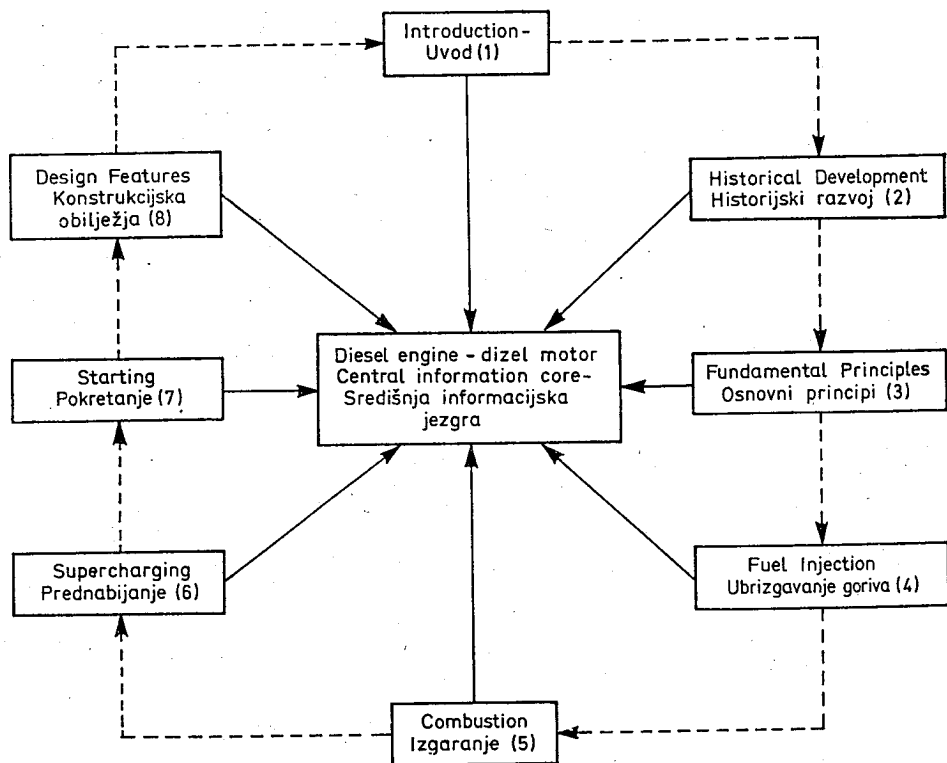 Introduction-
Uvod (1)
Historical Development
Historijski razvoj (2)
Fundamental Principles
Osnovni principi (3)
Fuel Injection
Ubrizgavanje goriva (4)
Combustion
Izgaranje (5)
Supercharging
Prednabijanje (6)
Starting
Pokretanje (7)
Design Features
Konstrukcijska
obilježja (8)
Diesel engine - dizel motor
Central information core-
Središnja informacijska
jezgra